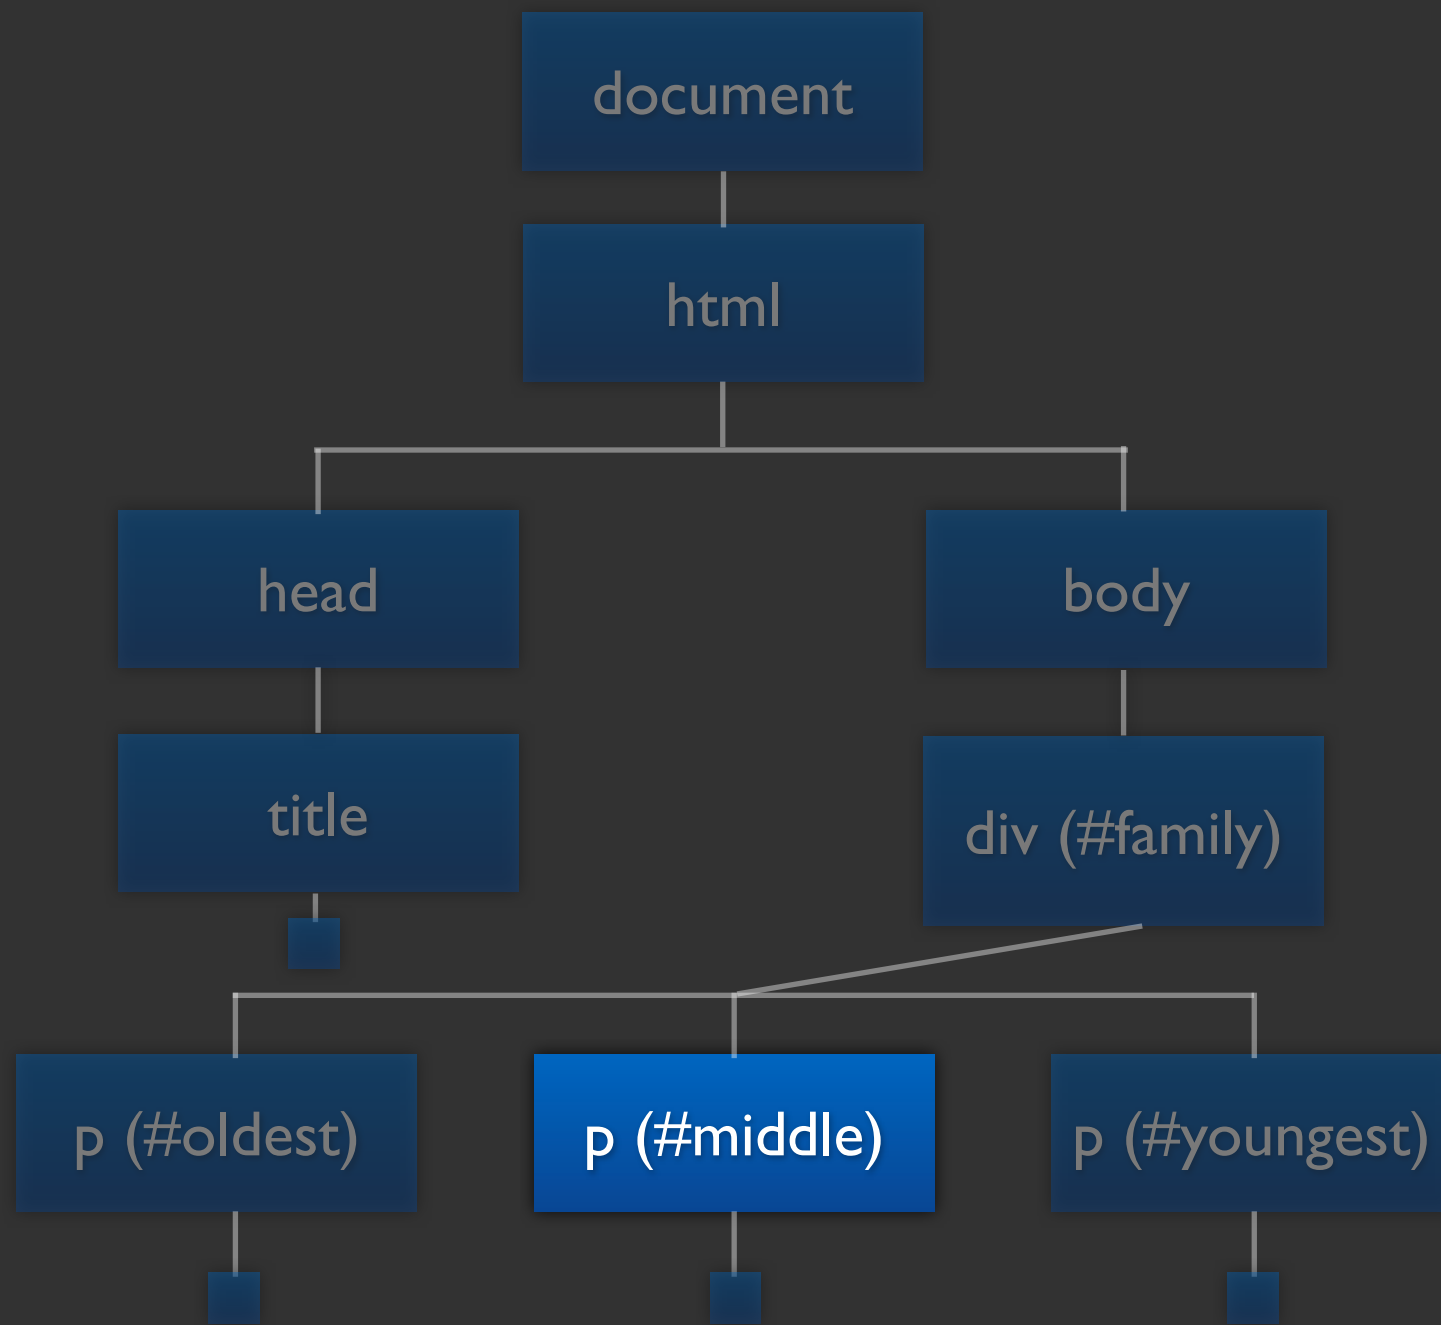 document
html
head
body
title
div (#family)
p (#oldest)
p (#middle)
p (#youngest)